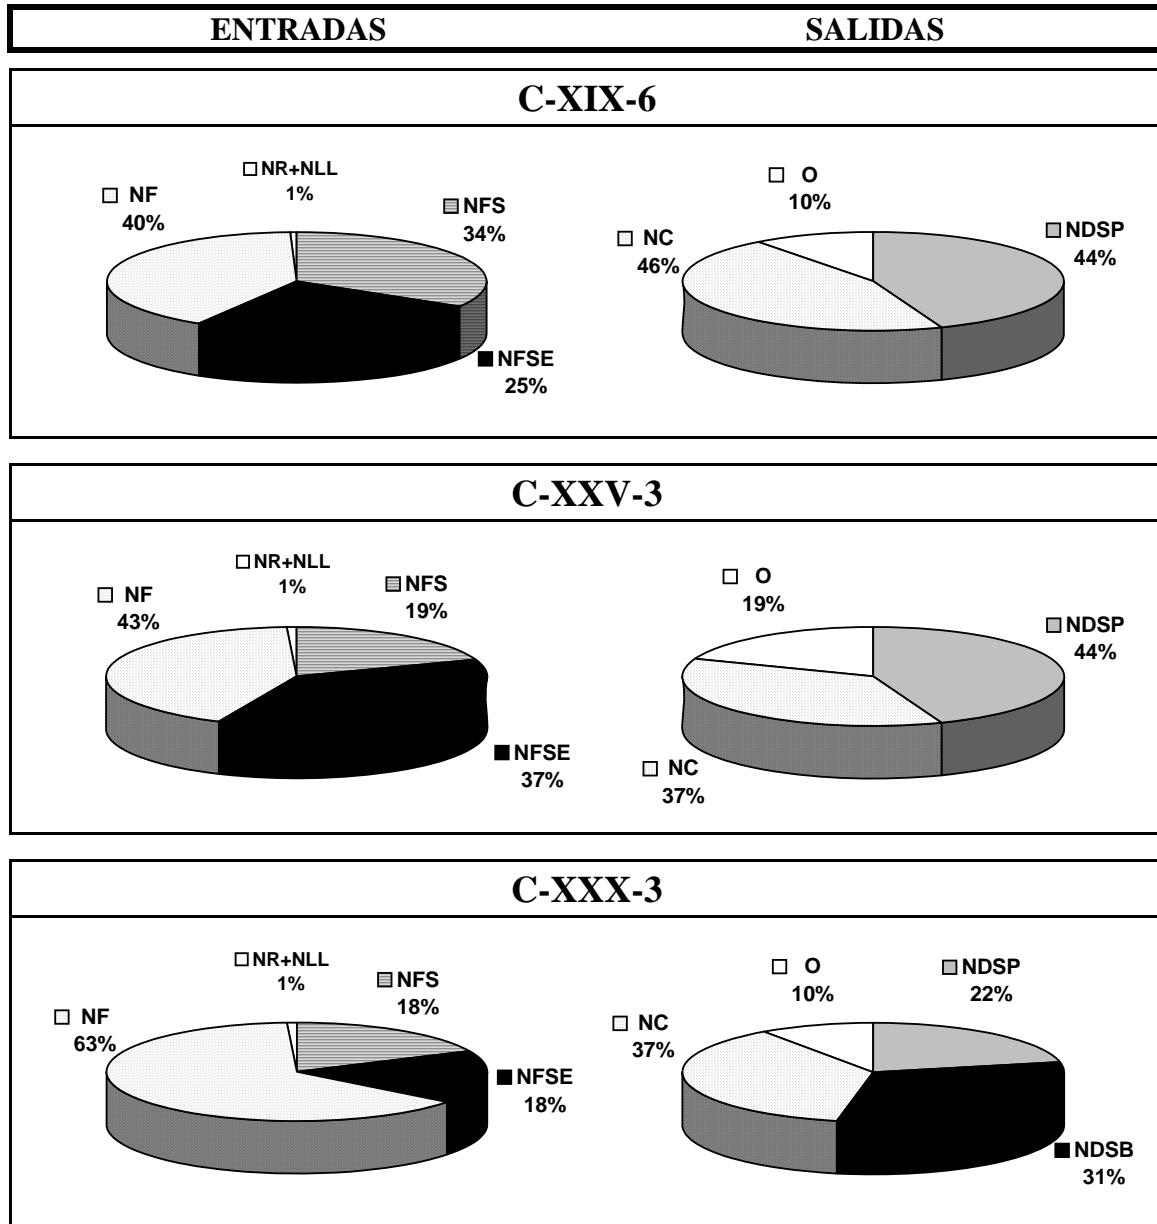 ENTRADAS SALIDAS
C-XIX-6
NR+NLL
1%
NF
40%
NFS
34%
NFSE
25%
O
10%
NC
46%
NDSP
44%
C-XXV-3
NR+NLL
1%
NF
43%
NFS
19%
NFSE
37%
O
19%
NDSP
44%
NC
37%
C-XXX-3
NR+NLL
1%
NFS
18%
NF
63%
NFSE
18%
O
10%
NDSP
22%
NC
37%
NDSB
31%